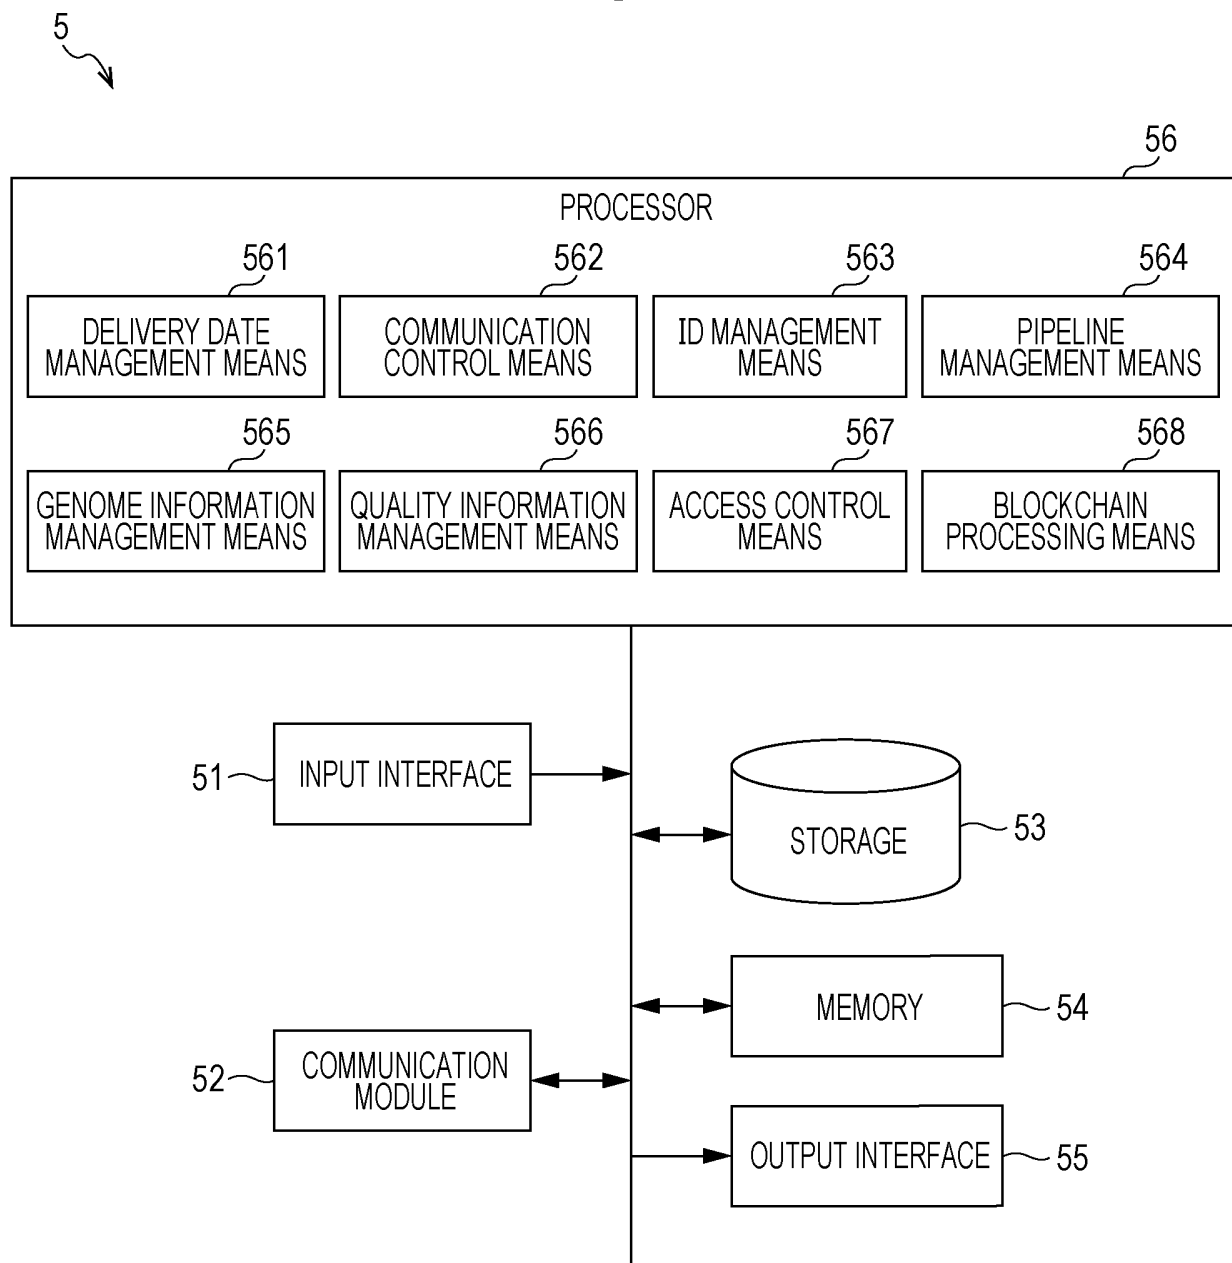 5
56
PROCESSOR
561
562
563
564
DELIVERY DATE
MANAGEMENT MEANS
COMMUNICATION
CONTROL MEANS
ID MANAGEMENT
MEANS
PIPELINE
MANAGEMENT MEANS
565
566
567
568
GENOME INFORMATION
MANAGEMENT MEANS
QUALITY INFORMATION
MANAGEMENT MEANS
ACCESS CONTROL
MEANS
BLOCKCHAIN
PROCESSING MEANS
51
INPUT INTERFACE
STORAGE
53
MEMORY
54
52
COMMUNICATION
MODULE
OUTPUT INTERFACE
55